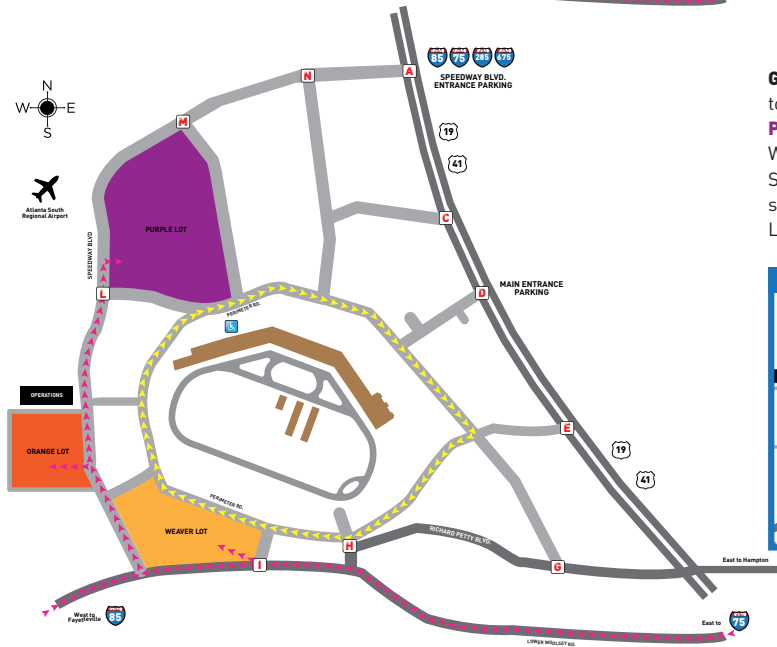 N
W E
S
Atlanta South
Regional Airport
N
A
85 75 285 675
SPEEDWAY BLVD.
ENTRANCE PARKING
G
to
P
W
S
s
L
M
19
41
PURPLE LOT
C
SPEEDWAY BLVD
L
D
MAIN ENTRANCE
PARKING
PERIMETER RD.
OPERATIONS
ORANGE LOT
E
19
41
PERIMETER RD.
WEAVER LOT
RICHARD PETTY BLVD.
H
I
G
East to Hampton
West to
Fayetteville
85
East to
75
LOWER WOOLSEY RD.